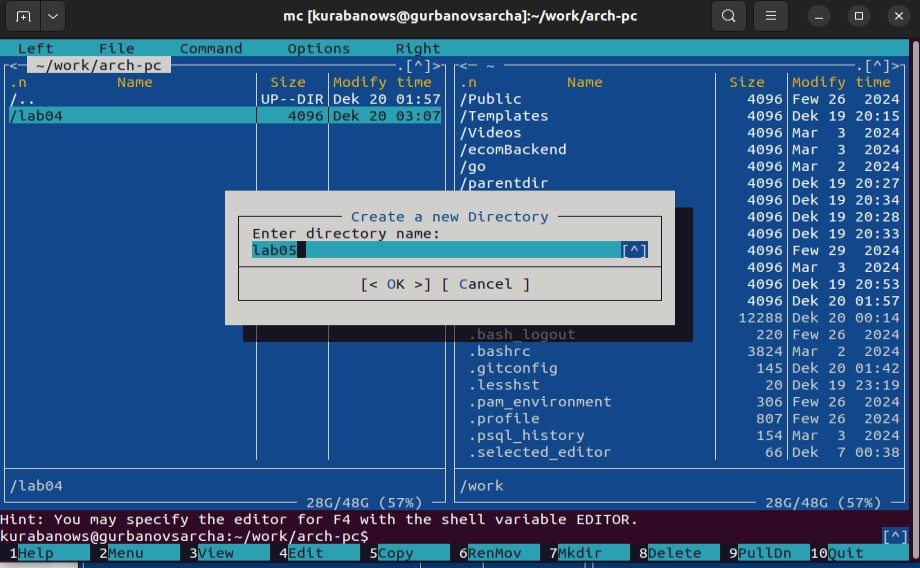 mc [kurabanows@gurbanovsarcha]:~/work/arch-pc
Left File Command Options Right
<─ ~/work/arch-pc .[^]>
.n Name Size Modify time
/.. UP--DIR Dek 20 01:57
/lab04 4096 Dek 20 03:07
/lab04
28G/48G (57%)
<─ ~ .[^]>
.n Name Size Modify time
/Public 4096 Few 26 2024
/Templates 4096 Dek 19 20:15
/Videos 4096 Mar 3 2024
/ecomBackend 4096 Mar 3 2024
/go 4096 Mar 2 2024
/parentdir 4096 Dek 19 20:27
4096 Dek 19 20:34
4096 Dek 19 20:28
4096 Dek 19 20:33
4096 Few 29 2024
4096 Mar 3 2024
4096 Dek 19 20:53
4096 Dek 20 01:57
12288 Dek 20 00:14
.bash_logout 220 Few 26 2024
.bashrc 3824 Mar 2 2024
.gitconfig 145 Dek 20 01:42
.lesshst 20 Dek 19 23:19
.pam_environment 306 Few 26 2024
.profile 807 Few 26 2024
.psql_history 154 Mar 3 2024
.selected_editor 66 Dek 7 00:38
/work
28G/48G (57%)
Create a new Directory
Enter directory name:
lab05 [^]
[< OK >] [ Cancel ]
Hint: You may specify the editor for F4 with the shell variable EDITOR.
kurabanows@gurbanovsarcha:~/work/arch-pc$ [^]
1Help 2Menu 3View 4Edit 5Copy 6RenMov 7Mkdir 8Delete 9PullDn 10Quit